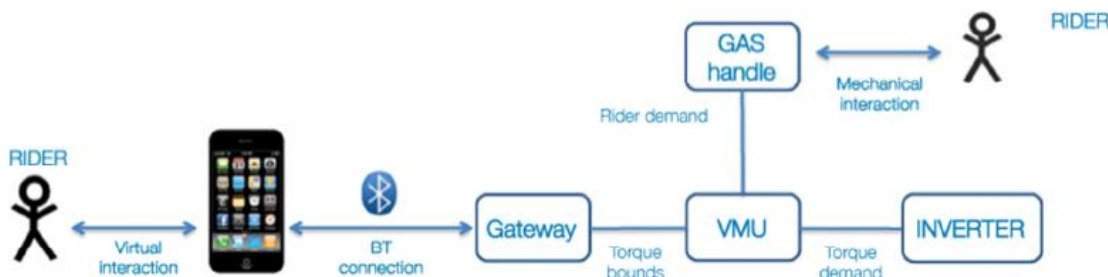 RIDER
GAS
handle
Mechanical
interaction
Rider demand
RIDER
Virtual
interaction
BT
connection
Gateway
Torque
bounds
VMU
Torque
demand
INVERTER